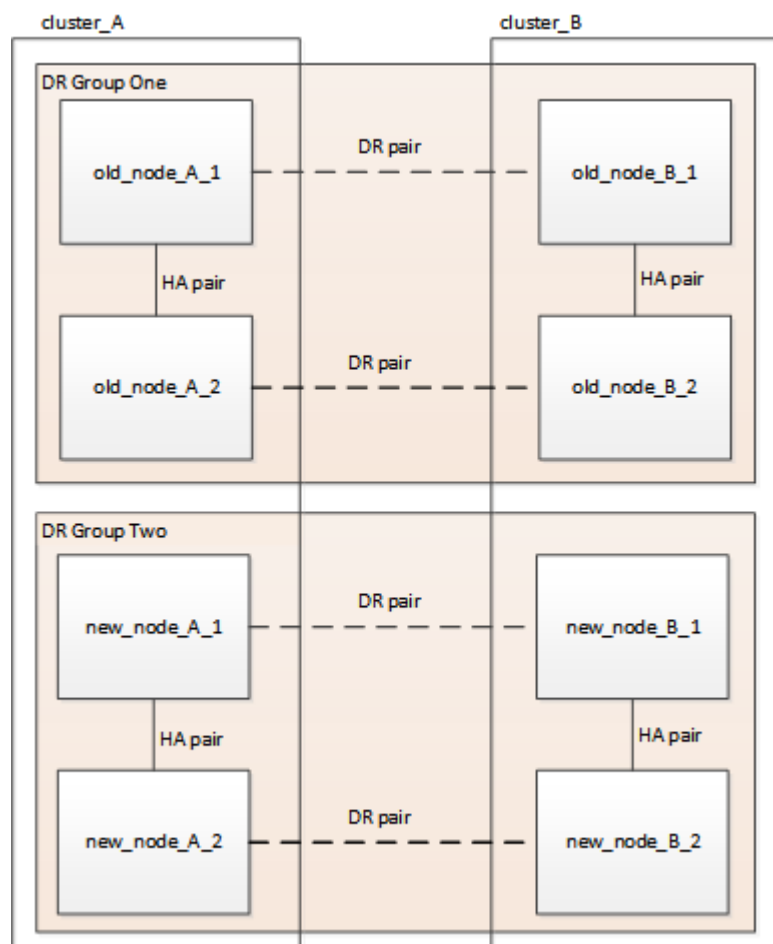 cluster_A
cluster_B
DR Group One
old_node_A_1
DR pair
old_node_B_1
HA pair
HA pair
old_node_A_2
DR pair
old_node_B_2
DR Group Two
new_node_A_1
DR pair
new_node_B_1
HA pair
HA pair
new_node_A_2
DR pair
new_node_B_2